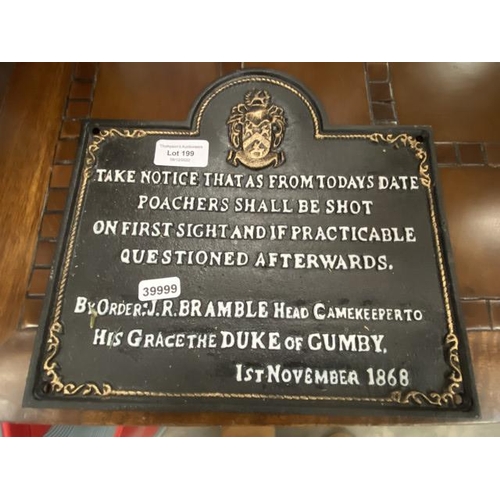 Lot 199
TAKE NOTICE THAT AS FROM TODAYS DATE
POACHERS SHALL BE SHOT
ON FIRST SIGHT AND IF PRACTICABLE
QUESTIONED AFTERWARDS.
39999
BY ORDER: J.R. BRAMBLE HEAD GAMEKEEPER TO
HIS GRACE THE DUKE OF GUMBY.
1ST NOVEMBER 1868